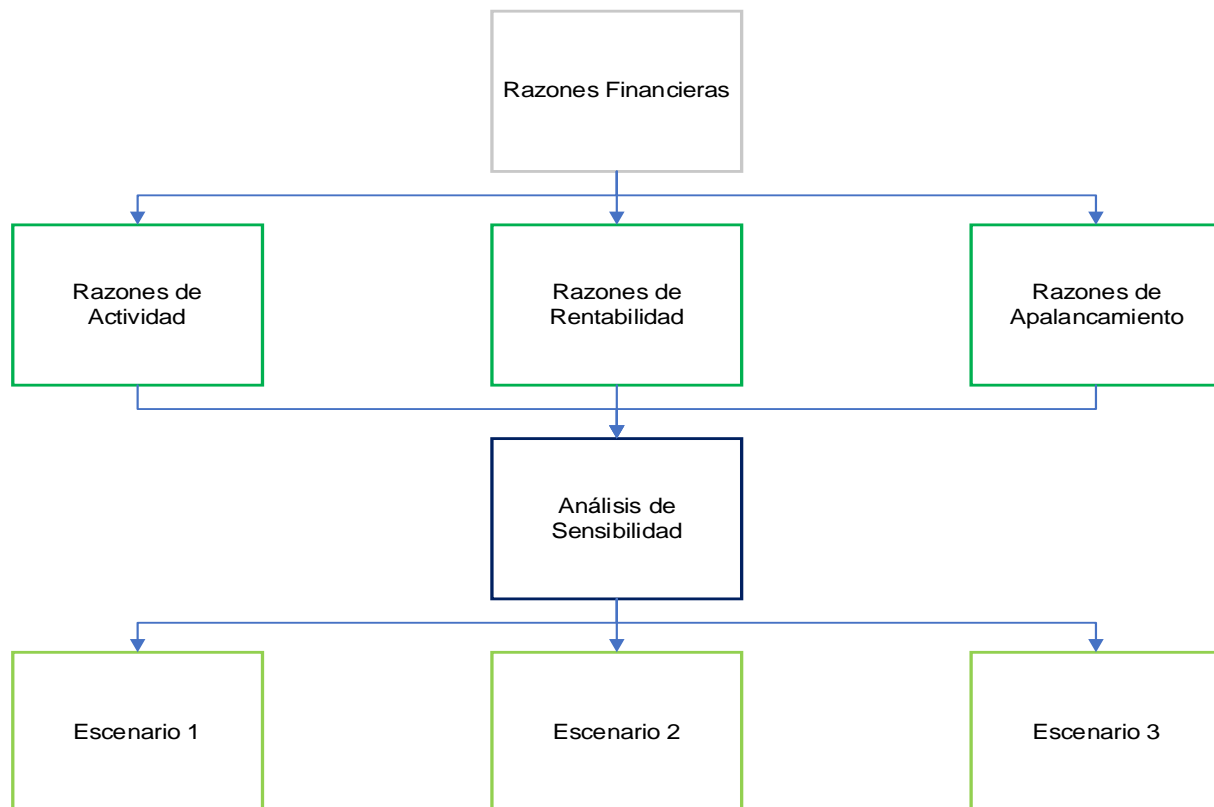 Razones Financieras
Razones de
Actividad
Razones de
Rentabilidad
Razones de
Apalancamiento
Análisis de
Sensibilidad
Escenario 1
Escenario 2
Escenario 3